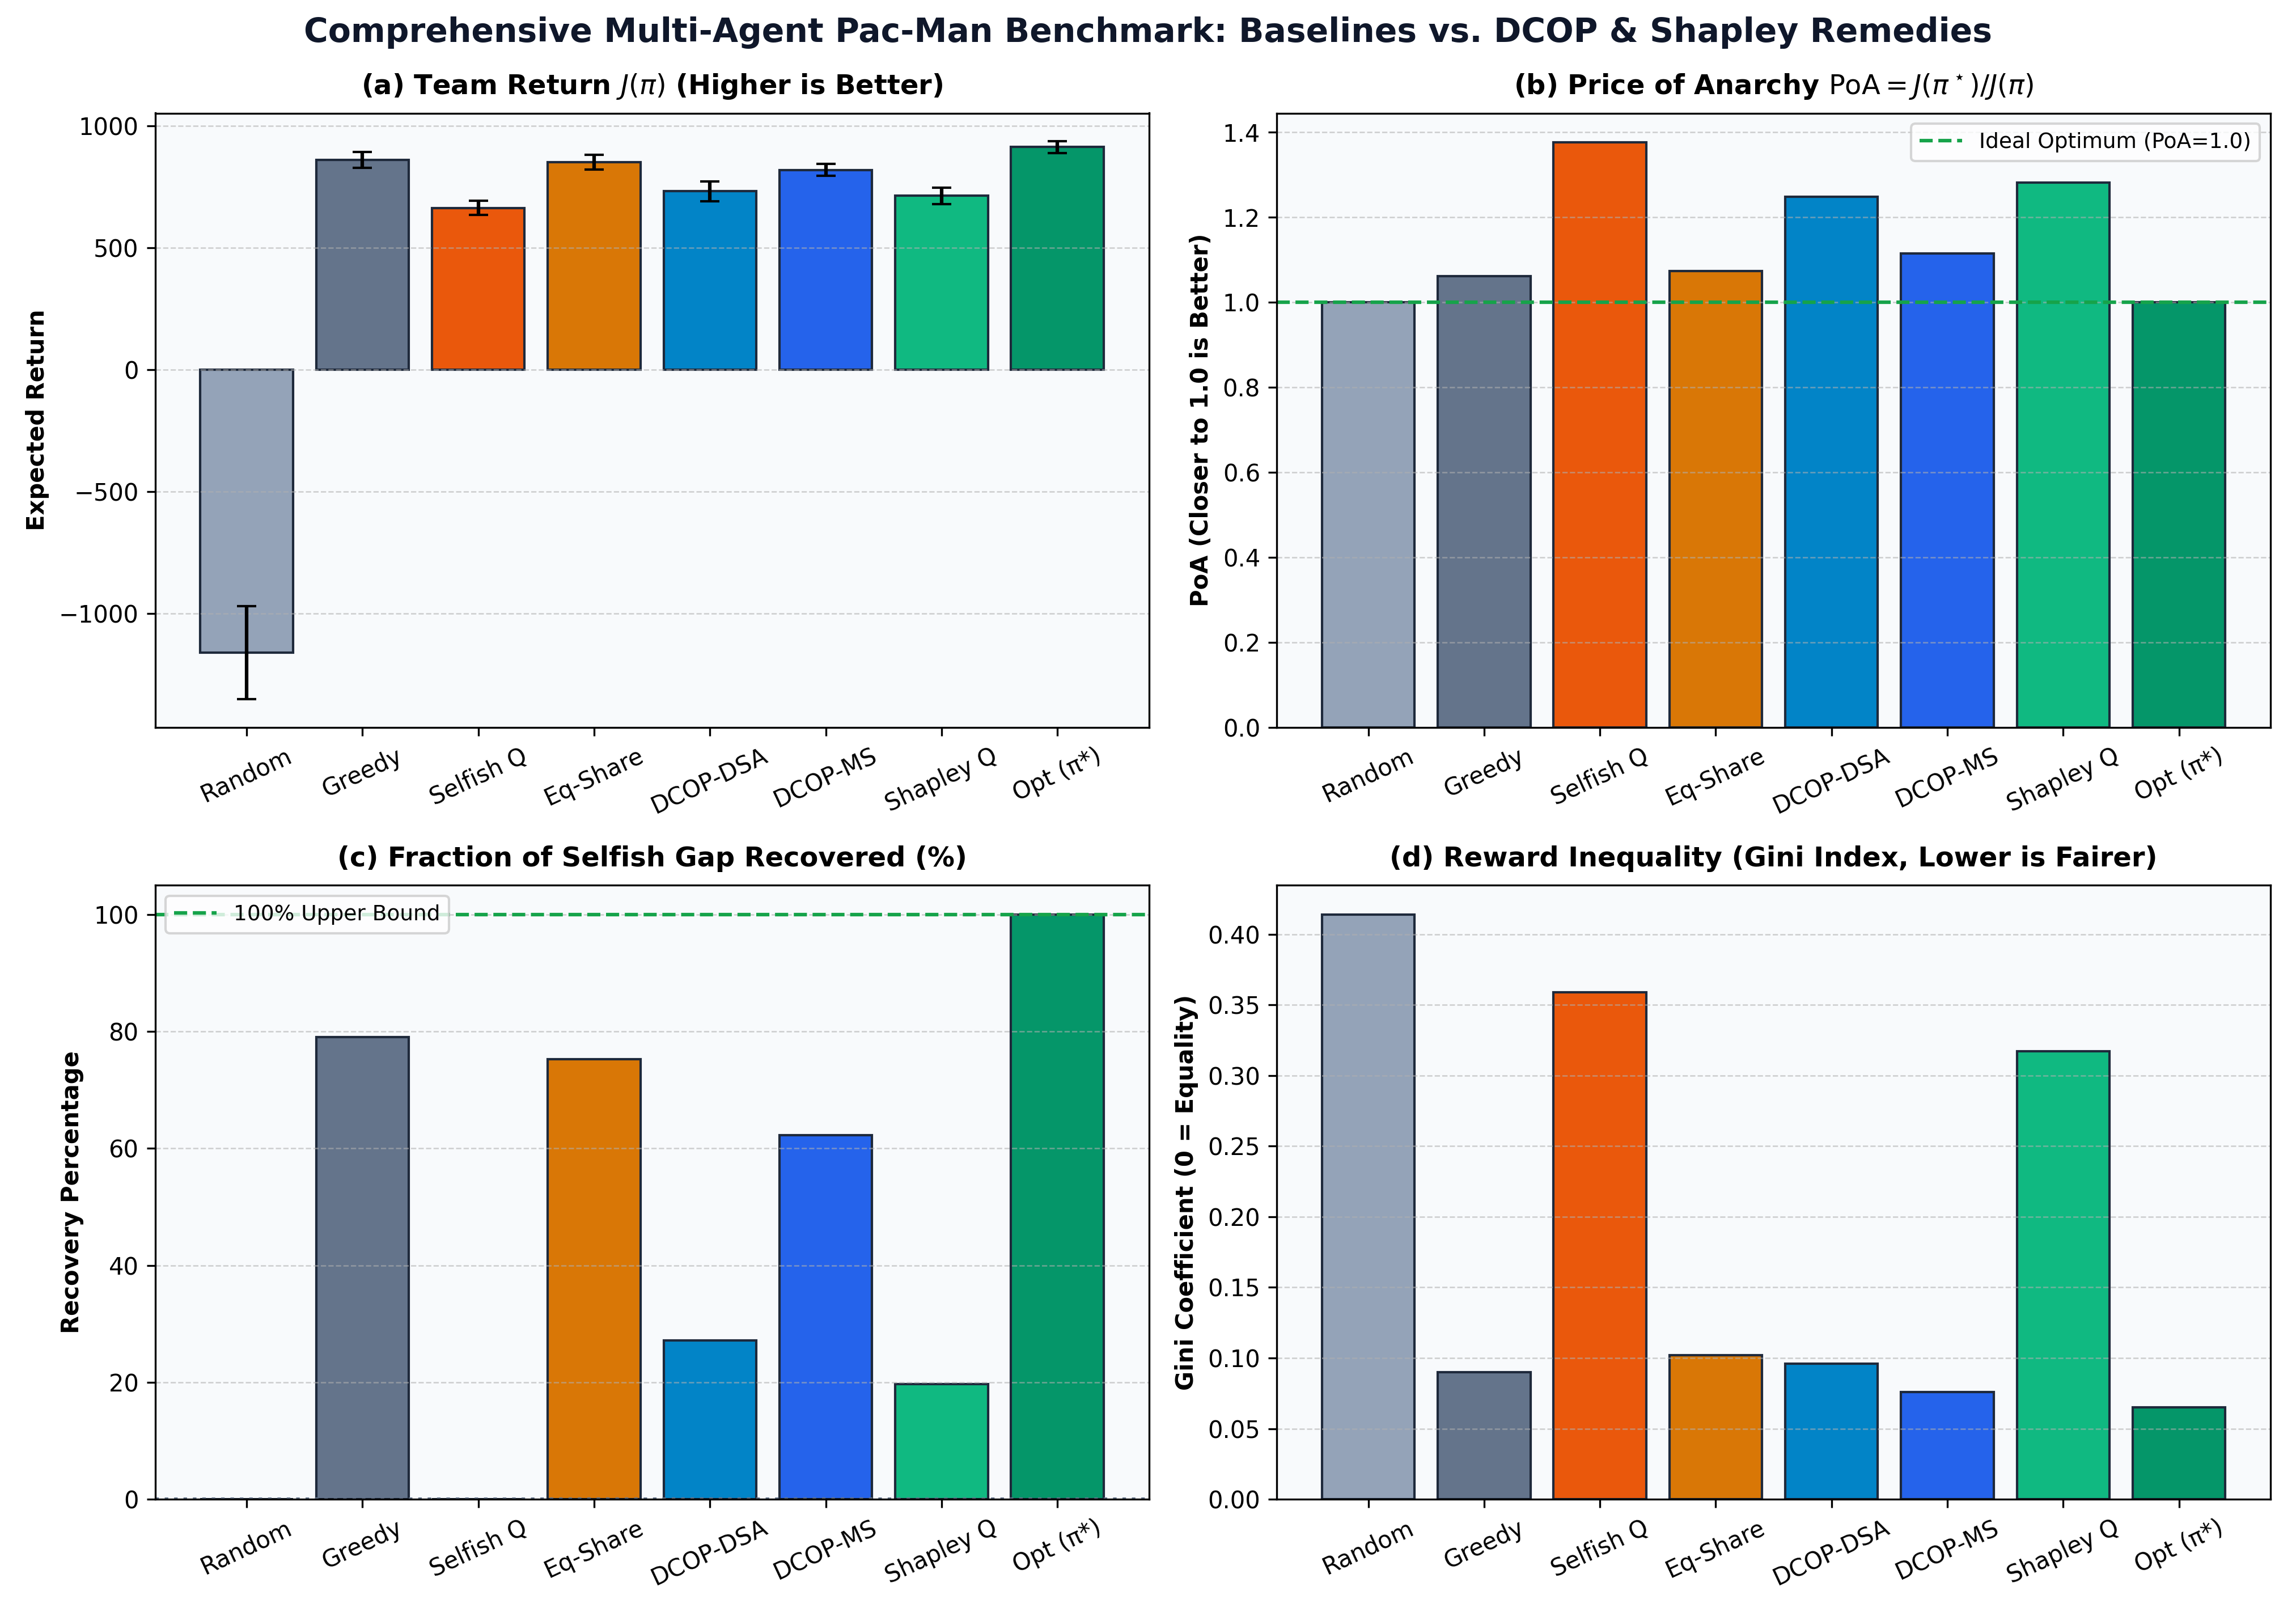 Comprehensive Multi-Agent Pac-Man Benchmark: Baselines vs. DCOP & Shapley Remedies
(a) Team Return J(π) (Higher is Better)
Expected Return
1000
500
0
−500
−1000
Random
Greedy
Selfish Q
Eq-Share
DCOP-DSA
DCOP-MS
Shapley Q
Opt (π*)
(b) Price of Anarchy PoA = J(π⋆)/J(π)
PoA (Closer to 1.0 is Better)
Ideal Optimum (PoA=1.0)
1.4
1.2
1.0
0.8
0.6
0.4
0.2
0.0
Random
Greedy
Selfish Q
Eq-Share
DCOP-DSA
DCOP-MS
Shapley Q
Opt (π*)
(c) Fraction of Selfish Gap Recovered (%)
Recovery Percentage
100% Upper Bound
100
80
60
40
20
0
Random
Greedy
Selfish Q
Eq-Share
DCOP-DSA
DCOP-MS
Shapley Q
Opt (π*)
(d) Reward Inequality (Gini Index, Lower is Fairer)
Gini Coefficient (0 = Equality)
0.40
0.35
0.30
0.25
0.20
0.15
0.10
0.05
0.00
Random
Greedy
Selfish Q
Eq-Share
DCOP-DSA
DCOP-MS
Shapley Q
Opt (π*)